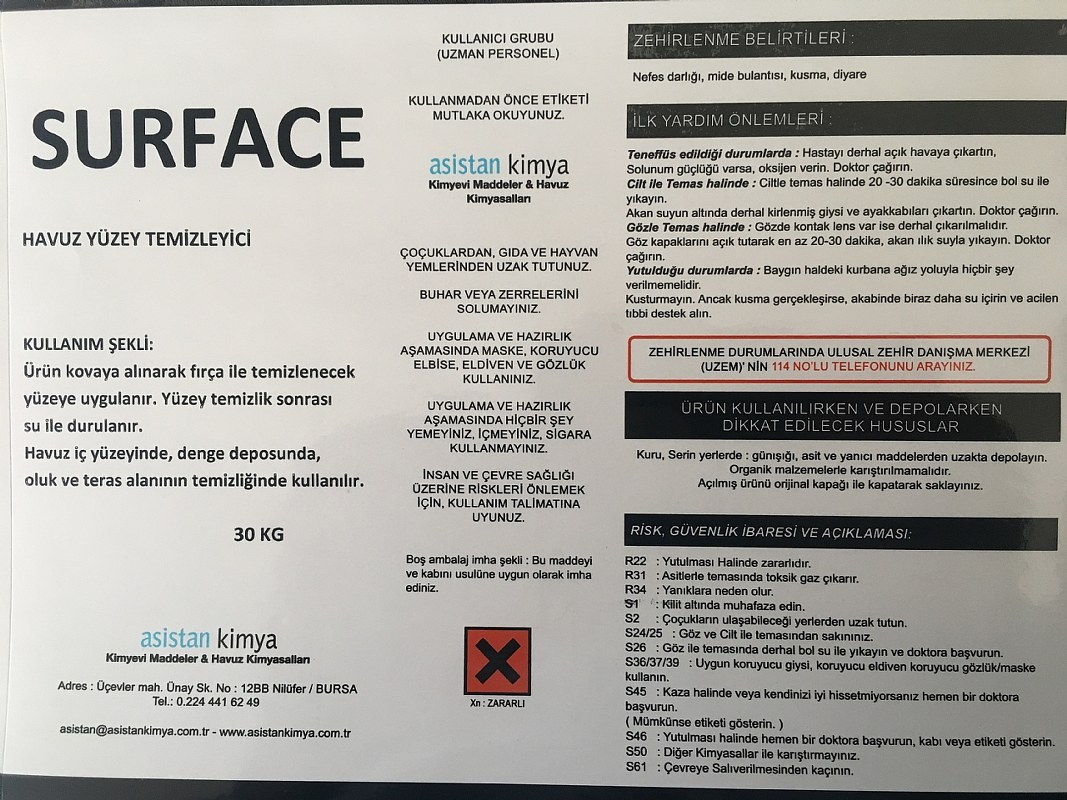 SURFACE
HAVUZ YÜZEY TEMİZLEYİCİ
KULLANIM ŞEKLİ:
Ürün kovaya alınarak fırça ile temizlenecek
yüzeye uygulanır. Yüzey temizlik sonrası
su ile durulanır.
Havuz iç yüzeyinde, denge deposunda,
oluk ve teras alanının temizliğinde kullanılır.
30 KG
asistan kimya
Kimyevi Maddeler & Havuz Kimyasalları
Adres : Üçevler mah. Ünay Sk. No : 12BB Nilüfer / BURSA
Tel.: 0.224 441 62 49
asistan@asistankimya.com.tr - www.asistankimya.com.tr
KULLANICI GRUBU
(UZMAN PERSONEL)
KULLANMADAN ÖNCE ETİKETİ
MUTLAKA OKUYUNUZ.
asistan kimya
Kimyevi Maddeler & Havuz
Kimyasalları
ÇOÇUKLARDAN, GIDA VE HAYVAN
YEMLERİNDEN UZAK TUTUNUZ.
BUHAR VEYA ZERRELERİNİ
SOLUMAYINIZ.
UYGULAMA VE HAZIRLIK
AŞAMASINDA MASKE, KORUYUCU
ELBİSE, ELDİVEN VE GÖZLÜK
KULLANINIZ.
UYGULAMA VE HAZIRLIK
AŞAMASINDA HİÇBİR ŞEY
YEMEYİNİZ, İÇMEYİNİZ, SİGARA
KULLANMAYINIZ.
İNSAN VE ÇEVRE SAĞLIĞI
ÜZERİNE RİSKLERİ ÖNLEMEK
İÇİN, KULLANIM TALİMATINA
UYUNUZ.
Boş ambalaj imha şekli : Bu maddeyi
ve kabını usulüne uygun olarak imha
ediniz.
Xn : ZARARLI
ZEHİRLENME BELİRTİLERİ :
Nefes darlığı, mide bulantısı, kusma, diyare
İLK YARDIM ÖNLEMLERİ :
Teneffüs edildiği durumlarda : Hastayı derhal açık havaya çıkartın,
Solunum güçlüğü varsa, oksijen verin. Doktor çağırın.
Cilt ile Temas halinde : Ciltle temas halinde 20 -30 dakika süresince bol su ile
yıkayın.
Akan suyun altında derhal kirlenmiş giysi ve ayakkabıları çıkartın. Doktor çağırın.
Gözle Temas halinde : Gözde kontak lens var ise derhal çıkarılmalıdır.
Göz kapaklarını açık tutarak en az 20-30 dakika, akan ılık suyla yıkayın. Doktor
çağırın.
Yutulduğu durumlarda : Baygın haldeki kurbana ağız yoluyla hiçbir şey
verilmemelidir.
Kusturmayın. Ancak kusma gerçekleşirse, akabinde biraz daha su içirin ve acilen
tıbbi destek alın.
ZEHİRLENME DURUMLARINDA ULUSAL ZEHİR DANIŞMA MERKEZİ
(UZEM)' NİN 114 NO'LU TELEFONUNU ARAYINIZ.
ÜRÜN KULLANILIRKEN VE DEPOLARKEN
DİKKAT EDİLECEK HUSUSLAR
Kuru, Serin yerlerde : günışığı, asit ve yanıcı maddelerden uzakta depolayın.
Organik malzemelerle karıştırılmamalıdır.
Açılmış ürünü orijinal kapağı ile kapatarak saklayınız.
RİSK, GÜVENLİK İBARESİ VE AÇIKLAMASI:
R22 : Yutulması Halinde zararlıdır.
R31 : Asitlerle temasında toksik gaz çıkarır.
R34 : Yanıklara neden olur.
S1 : Kilit altında muhafaza edin.
S2 : Çoçukların ulaşabileceği yerlerden uzak tutun.
S24/25 : Göz ve Cilt ile temasından sakınınız.
S26 : Göz ile temasında derhal bol su ile yıkayın ve doktora başvurun.
S36/37/39 : Uygun koruyucu giysi, koruyucu eldiven koruyucu gözlük/maske
kullanın.
S45 : Kaza halinde veya kendinizi iyi hissetmiyorsanız hemen bir doktora
başvurun.
( Mümkünse etiketi gösterin. )
S46 : Yutulması halinde hemen bir doktora başvurun, kabı veya etiketi gösterin.
S50 : Diğer Kimyasallar ile karıştırmayınız.
S61 : Çevreye Salıverilmesinden kaçının.